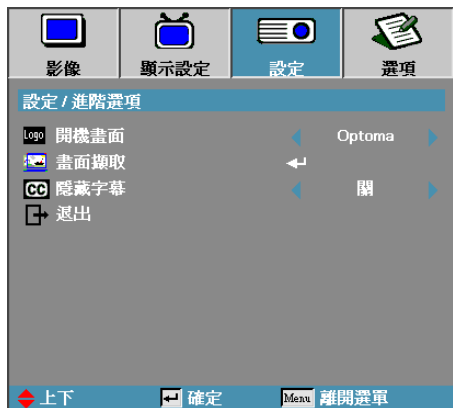 影像 顯示設定 設定 選項
設定 / 進階選項
Logo 開機畫面 Optoma
畫面擷取
CC 隱藏字幕 關
退出
上下 確定 Menu 離開選單